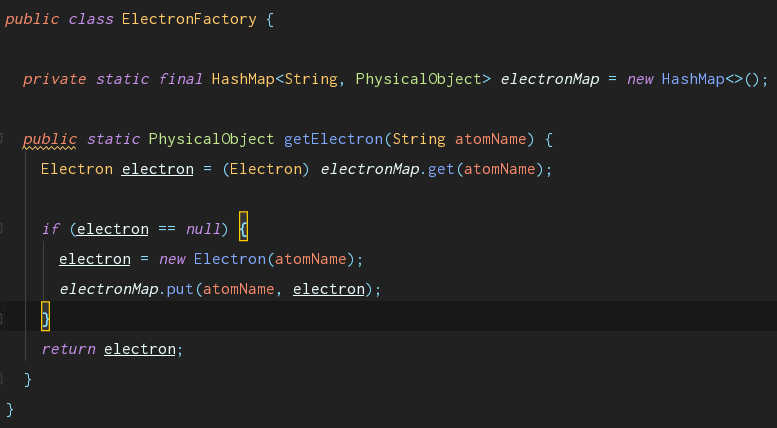 public class ElectronFactory {
private static final HashMap<String, PhysicalObject> electronMap = new HashMap<>();
public static PhysicalObject getElectron(String atomName) {
Electron electron = (Electron) electronMap.get(atomName);
if (electron == null) {
electron = new Electron(atomName);
electronMap.put(atomName, electron);
}
return electron;
}
}